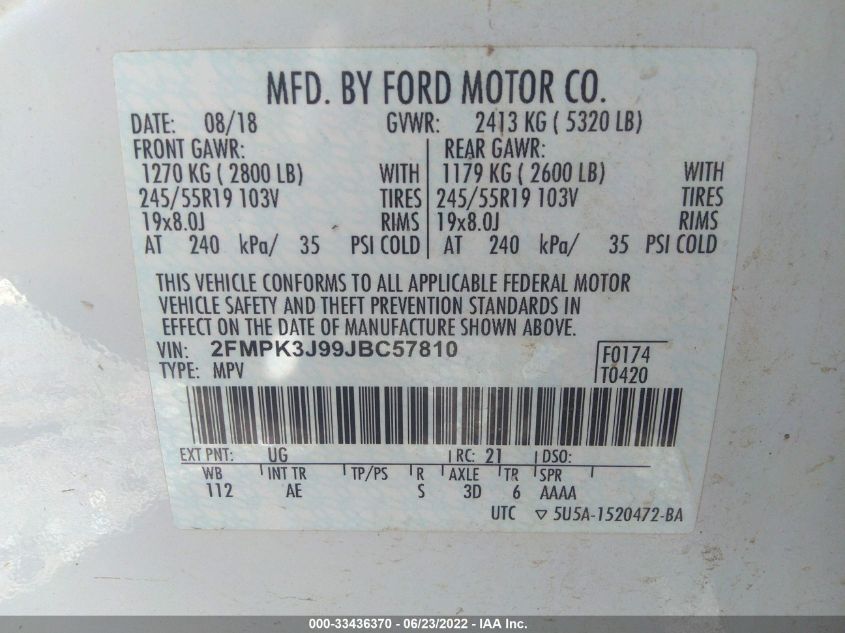 MFD. BY FORD MOTOR CO.
DATE: 08/18 GVWR: 2413 KG ( 5320 LB)
FRONT GAWR: REAR GAWR:
1270 KG ( 2800 LB) WITH 1179 KG ( 2600 LB) WITH
245/55R19 103V TIRES 245/55R19 103V TIRES
19x8.0J RIMS 19x8.0J RIMS
AT 240 kPa/ 35 PSI COLD AT 240 kPa/ 35 PSI COLD
THIS VEHICLE CONFORMS TO ALL APPLICABLE FEDERAL MOTOR
VEHICLE SAFETY AND THEFT PREVENTION STANDARDS IN
EFFECT ON THE DATE OF MANUFACTURE SHOWN ABOVE.
VIN: 2FMPK3J99JBC57810 F0174
TYPE: MPV T0420
EXT PNT: UG RC: 21 DSO:
WB INT TR TP/PS R AXLE TR SPR
112 AE S 3D 6 AAAA
UTC ▽ 5U5A-1520472-BA
000-33436370 - 06/23/2022 - IAA Inc.